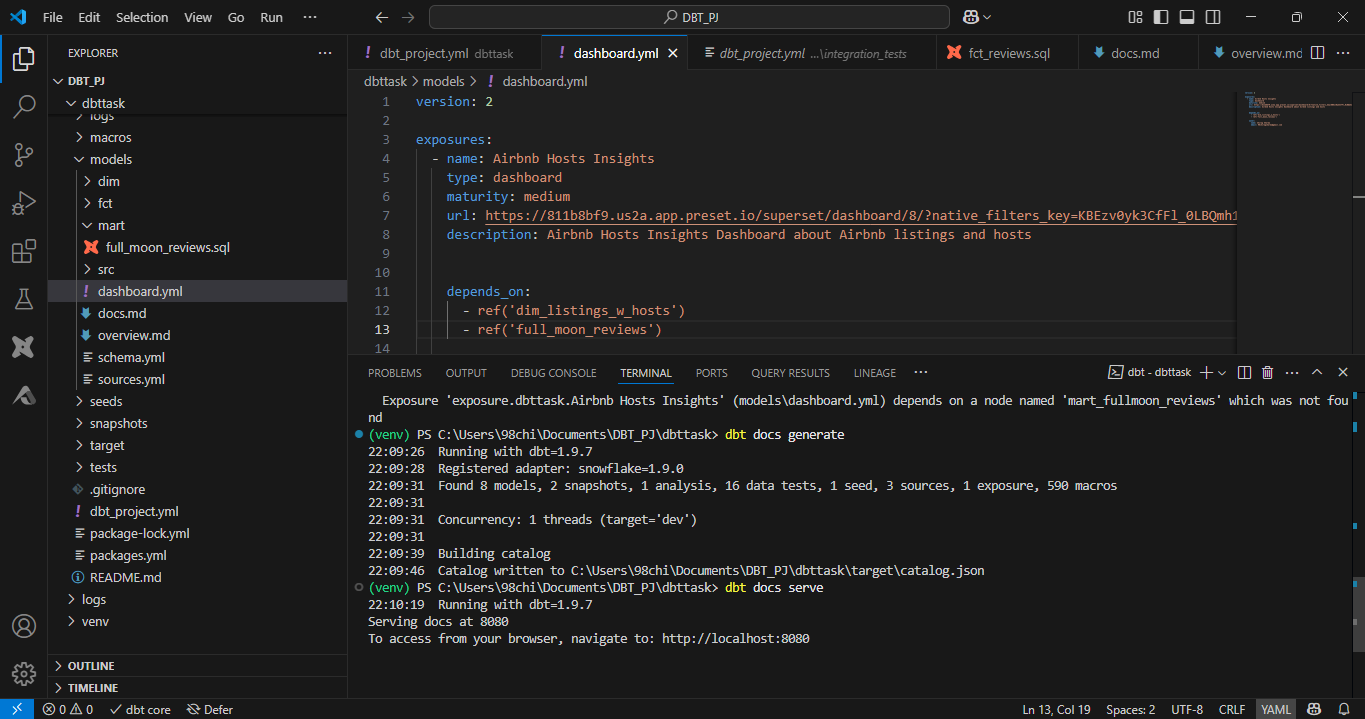 File Edit Selection View Go Run ··· DBT_PJ
EXPLORER
DBT_PJ
dbttask
logs
macros
models
dim
fct
mart
full_moon_reviews.sql
src
dashboard.yml
docs.md
overview.md
schema.yml
sources.yml
seeds
snapshots
target
tests
.gitignore
dbt_project.yml
package-lock.yml
packages.yml
README.md
logs
venv
OUTLINE
TIMELINE
dbt_project.yml dbttask dashboard.yml dbt_project.yml ...\integration_tests fct_reviews.sql docs.md overview.md
dbttask > models > ! dashboard.yml
1 version: 2
2
3 exposures:
4 - name: Airbnb Hosts Insights
5 type: dashboard
6 maturity: medium
7 url: https://811b8bf9.us2a.app.preset.io/superset/dashboard/8/?native_filters_key=KBEzv0yk3CfFl_0LBQmh1
8 description: Airbnb Hosts Insights Dashboard about Airbnb listings and hosts
9
10
11 depends_on:
12 - ref('dim_listings_w_hosts')
13 - ref('full_moon_reviews')
14
PROBLEMS OUTPUT DEBUG CONSOLE TERMINAL PORTS QUERY RESULTS LINEAGE ··· dbt - dbttask
Exposure 'exposure.dbttask.Airbnb Hosts Insights' (models\dashboard.yml) depends on a node named 'mart_fullmoon_reviews' which was not fou
nd
(venv) PS C:\Users\98chi\Documents\DBT_PJ\dbttask> dbt docs generate
22:09:26 Running with dbt=1.9.7
22:09:28 Registered adapter: snowflake=1.9.0
22:09:31 Found 8 models, 2 snapshots, 1 analysis, 16 data tests, 1 seed, 3 sources, 1 exposure, 590 macros
22:09:31
22:09:31 Concurrency: 1 threads (target='dev')
22:09:31
22:09:39 Building catalog
22:09:46 Catalog written to C:\Users\98chi\Documents\DBT_PJ\dbttask\target\catalog.json
(venv) PS C:\Users\98chi\Documents\DBT_PJ\dbttask> dbt docs serve
22:10:19 Running with dbt=1.9.7
Serving docs at 8080
To access from your browser, navigate to: http://localhost:8080
0 0 dbt core Defer Ln 13, Col 19 Spaces: 2 UTF-8 CRLF YAML